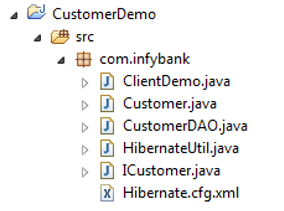 CustomerDemo
src
com.infybank
ClientDemo.java
Customer.java
CustomerDAO.java
HibernateUtil.java
ICustomer.java
Hibernate.cfg.xml